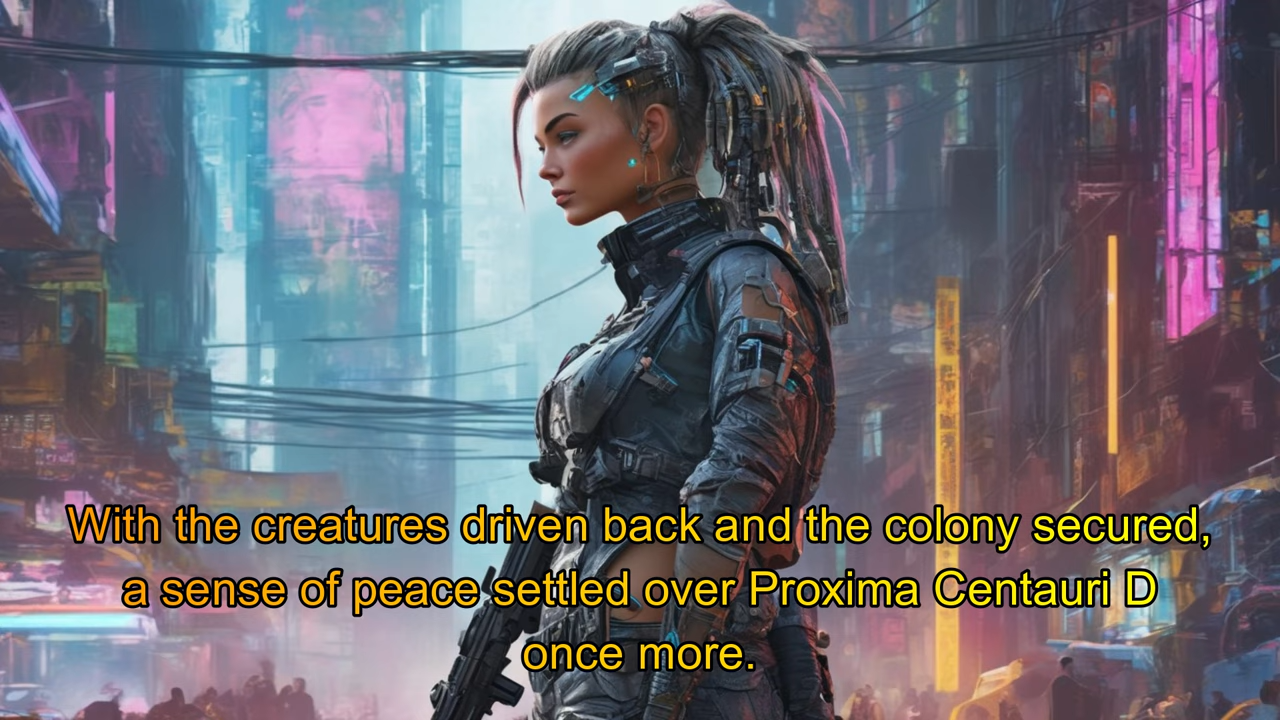 With the creatures driven back and the colony secured,
a sense of peace settled over Proxima Centauri D
once more.